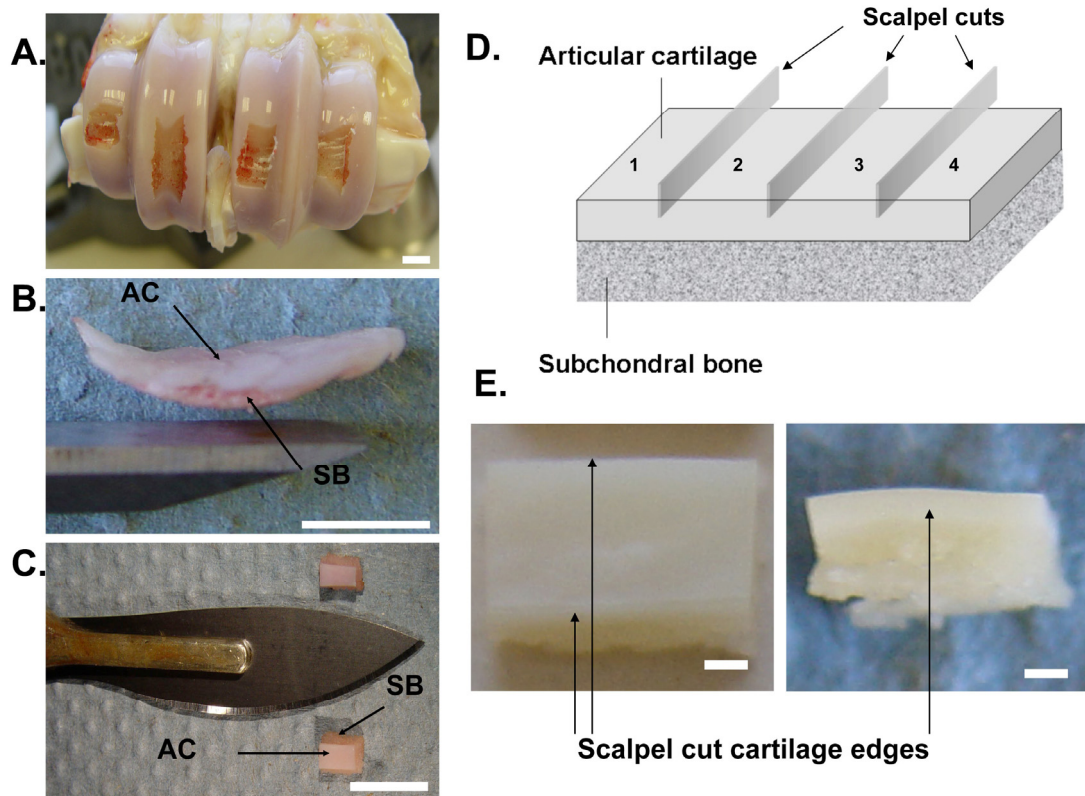 A.
B.
AC
SB
C.
SB
AC
D.
Scalpel cuts
Articular cartilage
1
2
3
4
Subchondral bone
E.
Scalpel cut cartilage edges